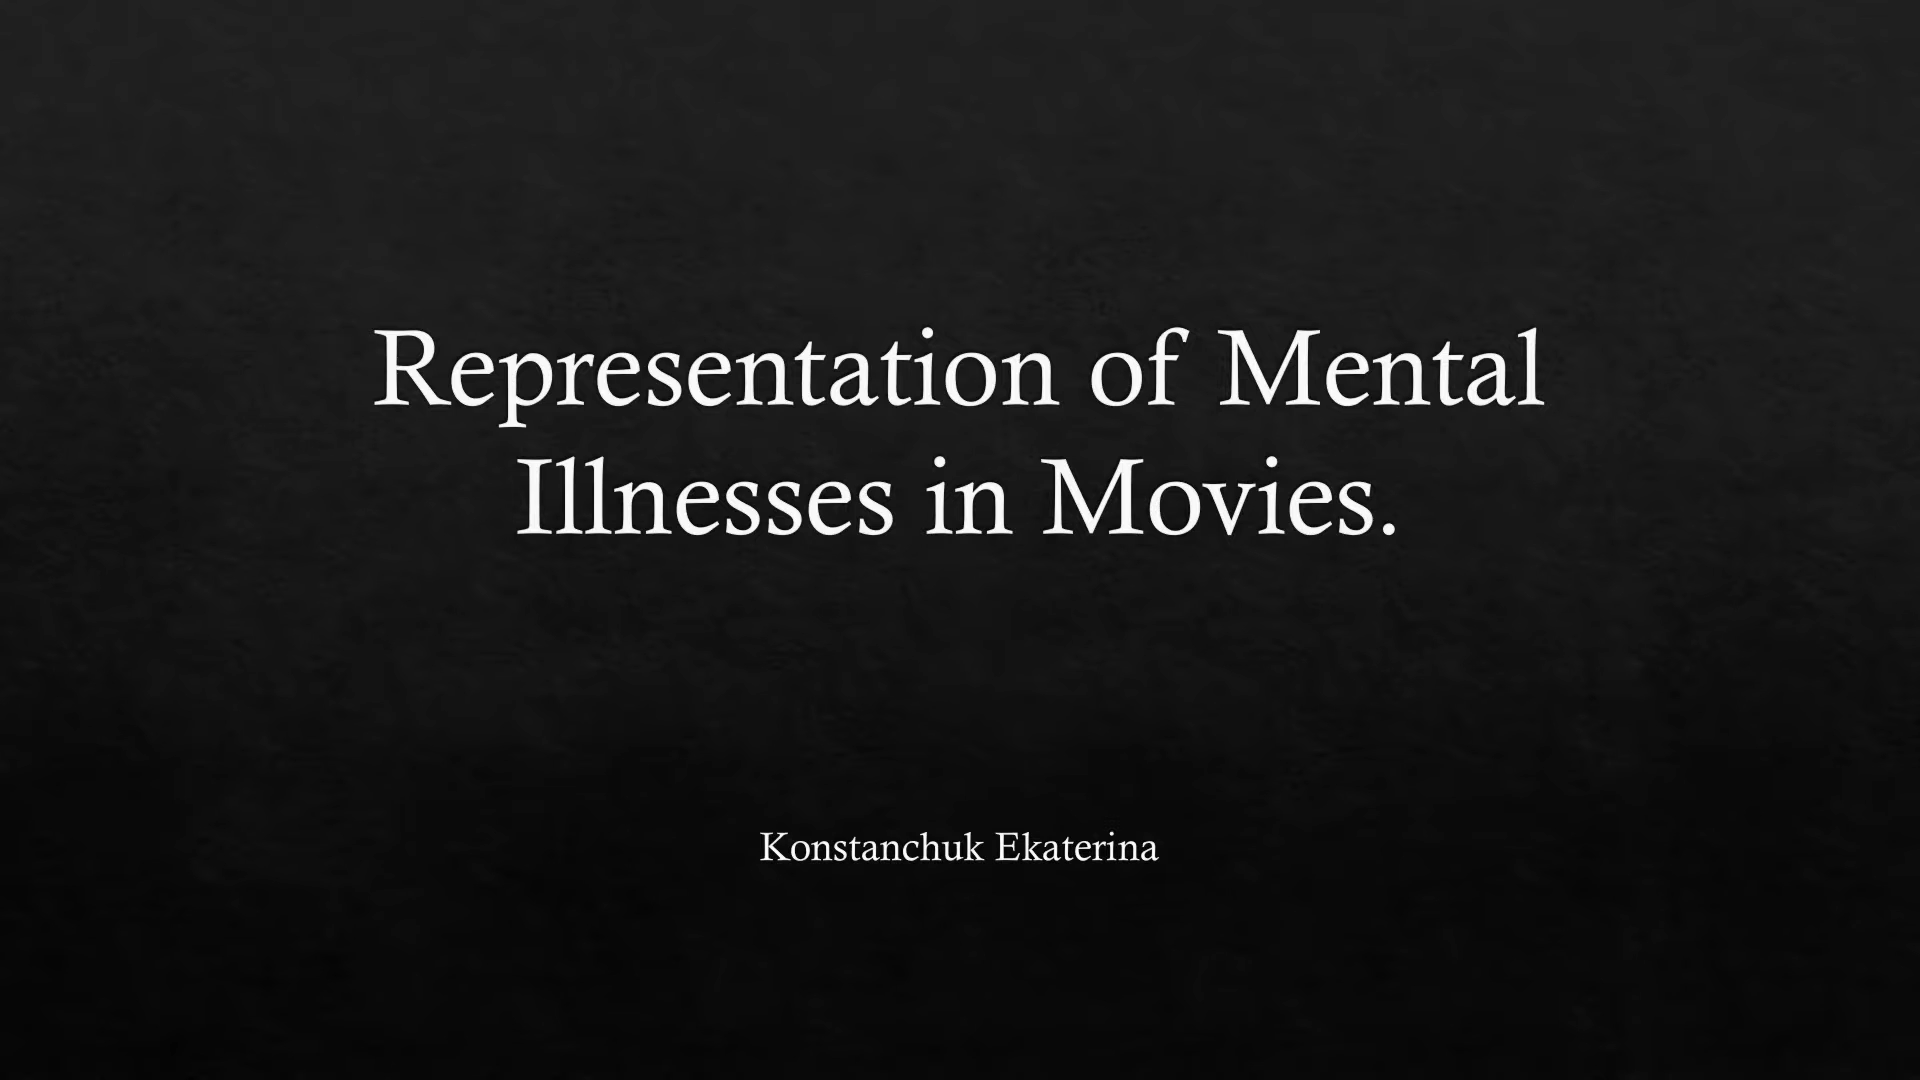 Representation of Mental
Illnesses in Movies.
Konstanchuk Ekaterina